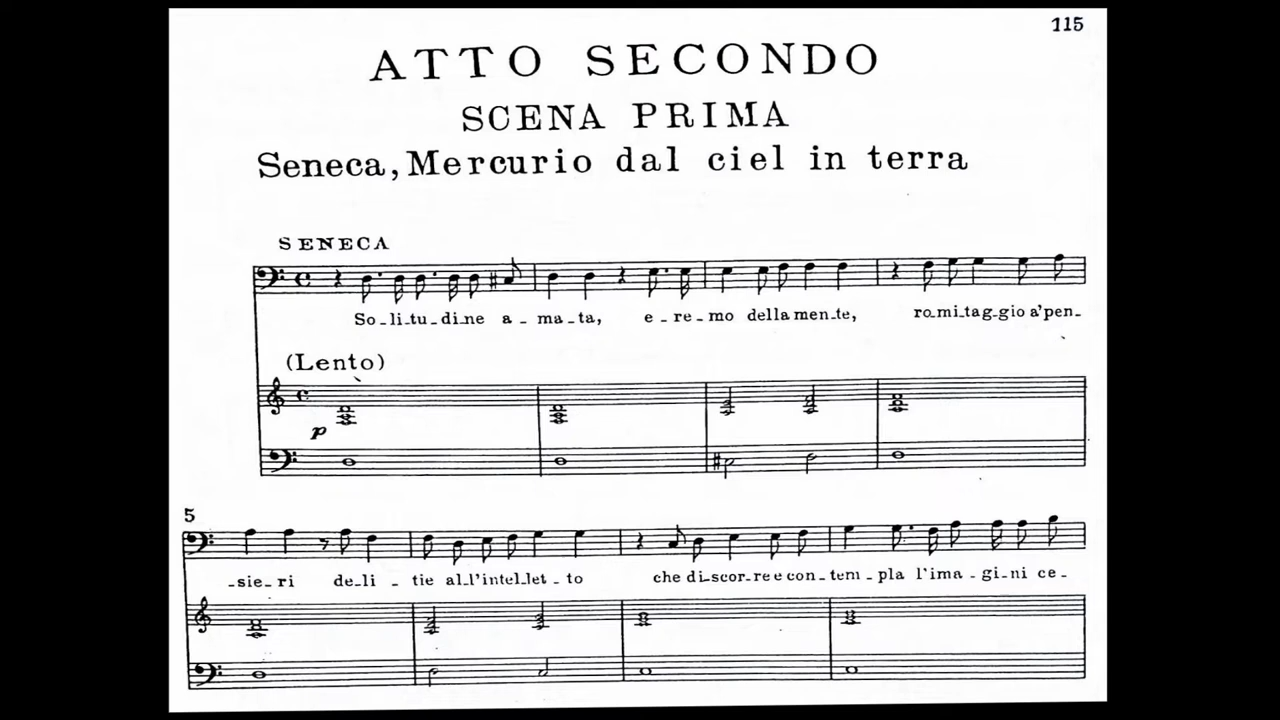 115
ATTO SECONDO
SCENA PRIMA
Seneca, Mercurio dal ciel in terra
SENECA
So_li_tu_di_ne a_ma_ta, e_re_mo della men_te, ro_mi_tag_gio a'pen_
(Lento)
p
5
_sie_ri de_li_tie al_l'intel_let_to che di_scor_re e con_tem_pla l'ima_gi_ni ce_